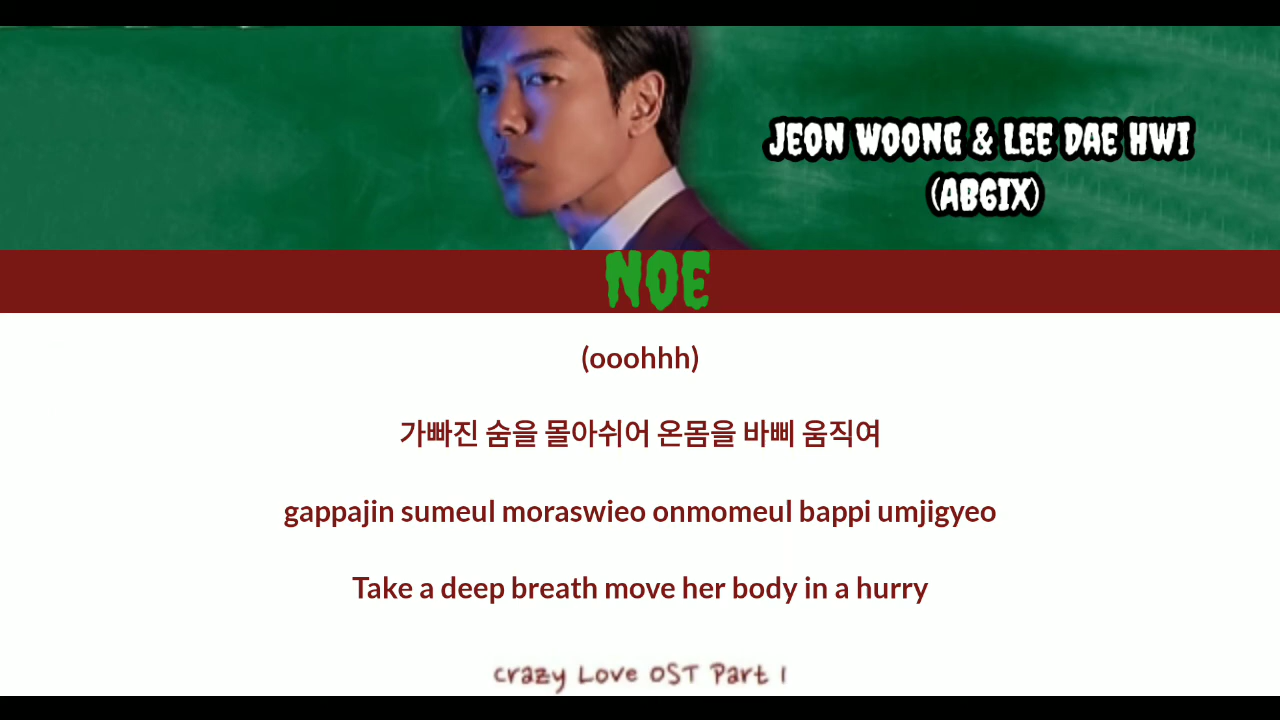 JEON WOONG & LEE DAE HWI
(AB6IX)
NOE
(ooohhh)
가빠진 숨을 몰아쉬어 온몸을 바삐 움직여
gappajin sumeul moraswieo onmomeul bappi umjigyeo
Take a deep breath move her body in a hurry
Crazy Love OST Part 1